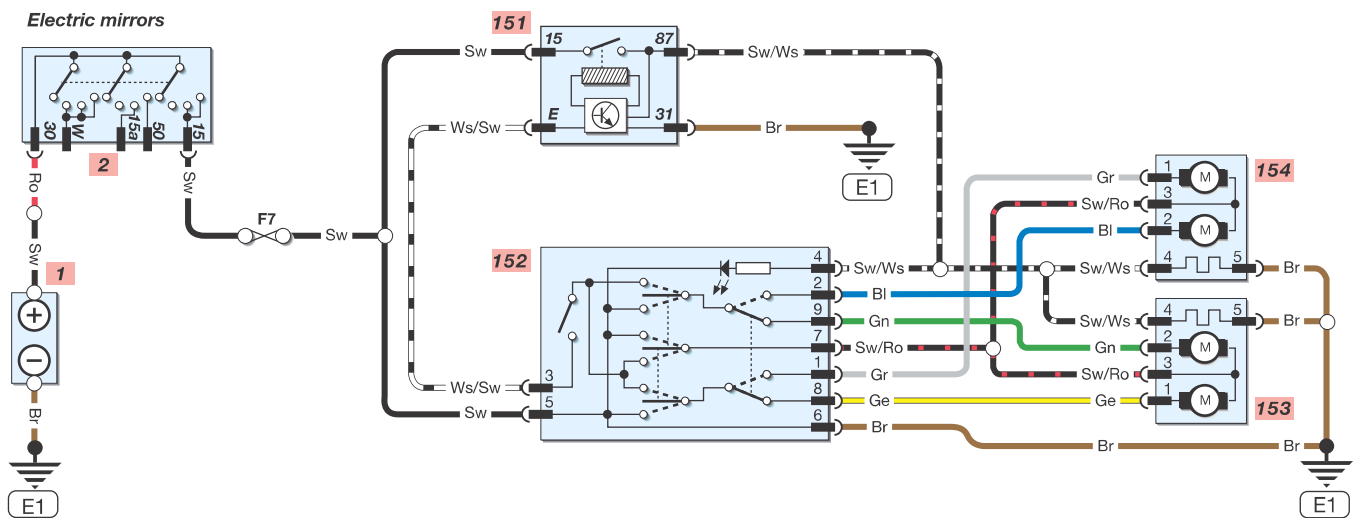 Electric mirrors
30
W
15a
50
15
2
Ro
Sw
1
Br
E1
Sw
F7
Sw
151
15
87
E
31
Sw
Sw/Ws
Ws/Sw
Br
E1
152
4
2
9
7
1
8
6
3
5
Ws/Sw
Sw
Sw/Ws
Bl
Gn
Sw/Ro
Gr
Ge
Br
Gr
Sw/Ro
Bl
Sw/Ws
1
3
2
4
5
M
M
154
Br
Sw/Ws
Gn
Sw/Ro
Ge
4
2
3
1
5
M
M
153
Br
Br
Br
E1